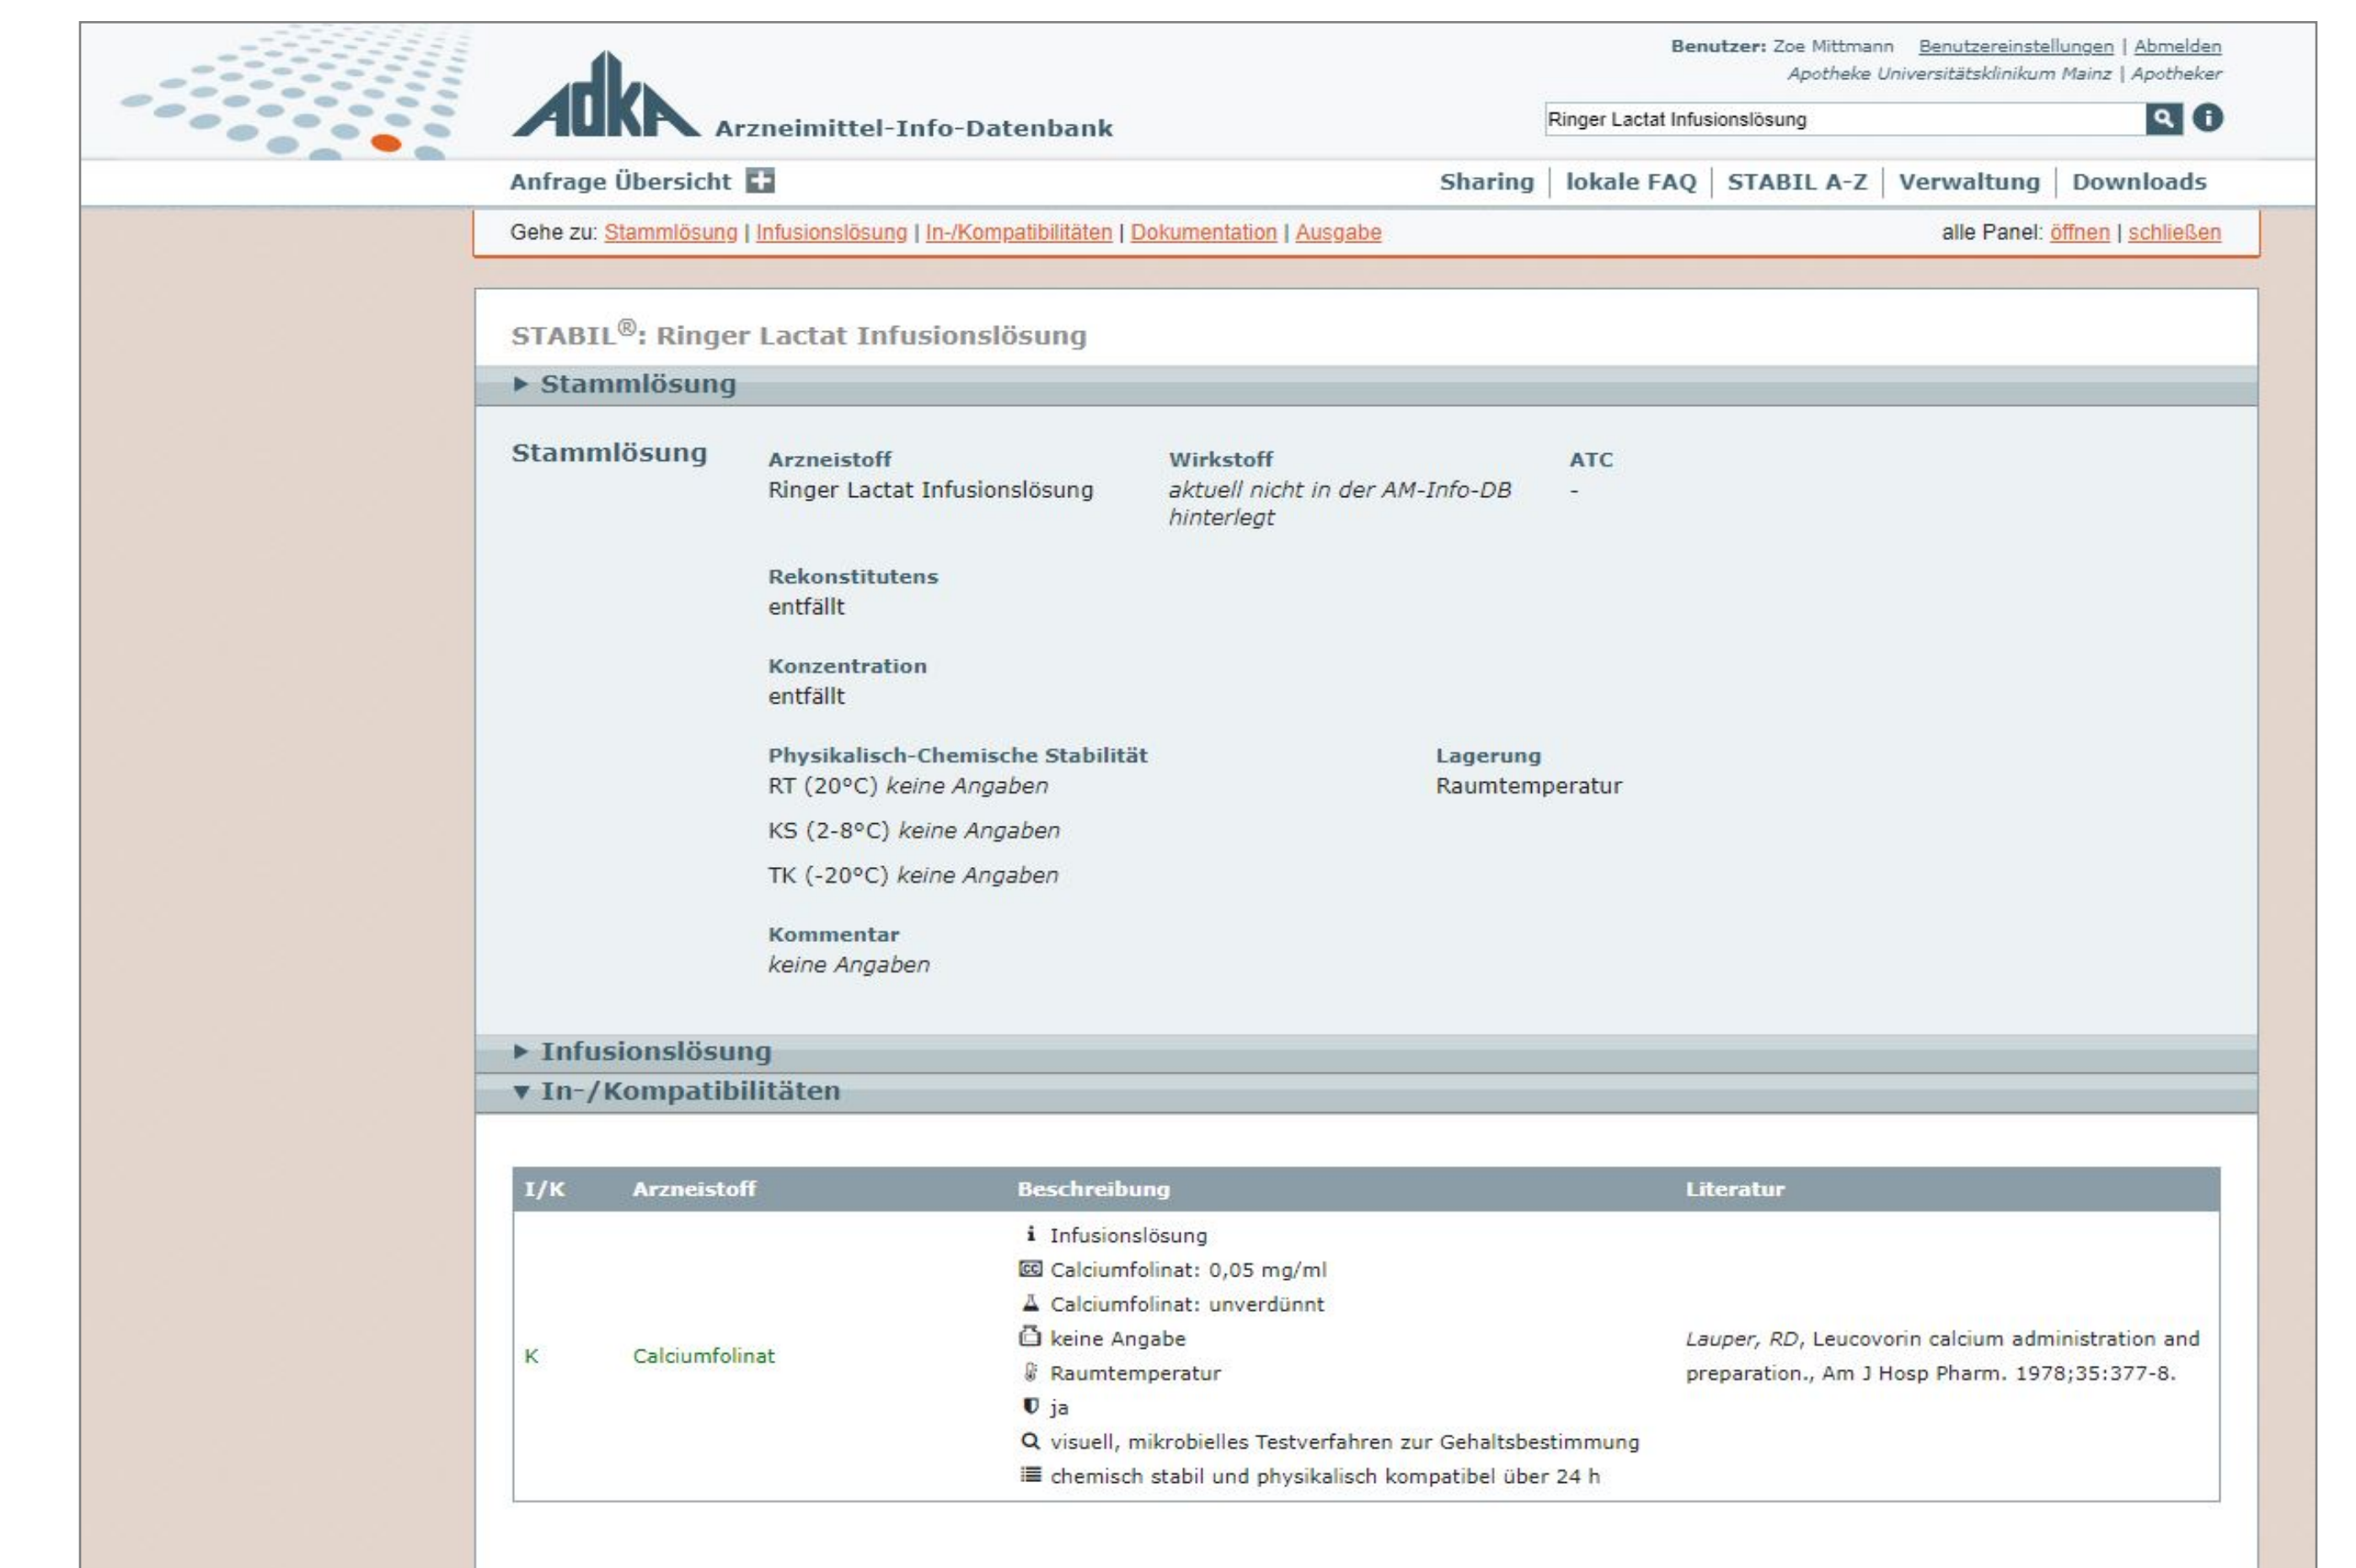 Benutzer: Zoe Mittmann Benutzereinstellungen | Abmelden
Apotheke Universitätsklinikum Mainz | Apotheker
ADKA Arzneimittel-Info-Datenbank
Ringer Lactat Infusionslösung
Anfrage Übersicht
Sharing | lokale FAQ | STABIL A-Z | Verwaltung | Downloads
Gehe zu: Stammlösung | Infusionslösung | In-/Kompatibilitäten | Dokumentation | Ausgabe
alle Panel: öffnen | schließen
STABIL®: Ringer Lactat Infusionslösung
Stammlösung
Stammlösung
Arzneistoff Wirkstoff ATC
Ringer Lactat Infusionslösung aktuell nicht in der AM-Info-DB -
hinterlegt
Rekonstitutens
entfällt
Konzentration
entfällt
Physikalisch-Chemische Stabilität Lagerung
RT (20°C) keine Angaben Raumtemperatur
KS (2-8°C) keine Angaben
TK (-20°C) keine Angaben
Kommentar
keine Angaben
Infusionslösung
In-/Kompatibilitäten
I/K Arzneistoff Beschreibung Literatur
K
Calciumfolinat
Infusionslösung
Calciumfolinat: 0,05 mg/ml
Calciumfolinat: unverdünnt
keine Angabe
Raumtemperatur
ja
visuell, mikrobielles Testverfahren zur Gehaltsbestimmung
chemisch stabil und physikalisch kompatibel über 24 h
Lauper, RD, Leucovorin calcium administration and
preparation., Am J Hosp Pharm. 1978;35:377-8.